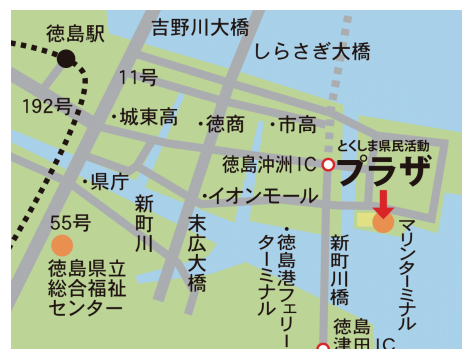 吉野川大橋
徳島駅
しらさぎ大橋
11号
192号
・城東高
・徳商
・市高
とくしま県民活動
プラザ
徳島沖洲IC
・県庁
・イオンモール
新町川
末広大橋
・徳島港フェリー
ターミナル
新町川橋
マリンターミナル
55号
徳島県立
総合福祉
センター
徳島
津田IC